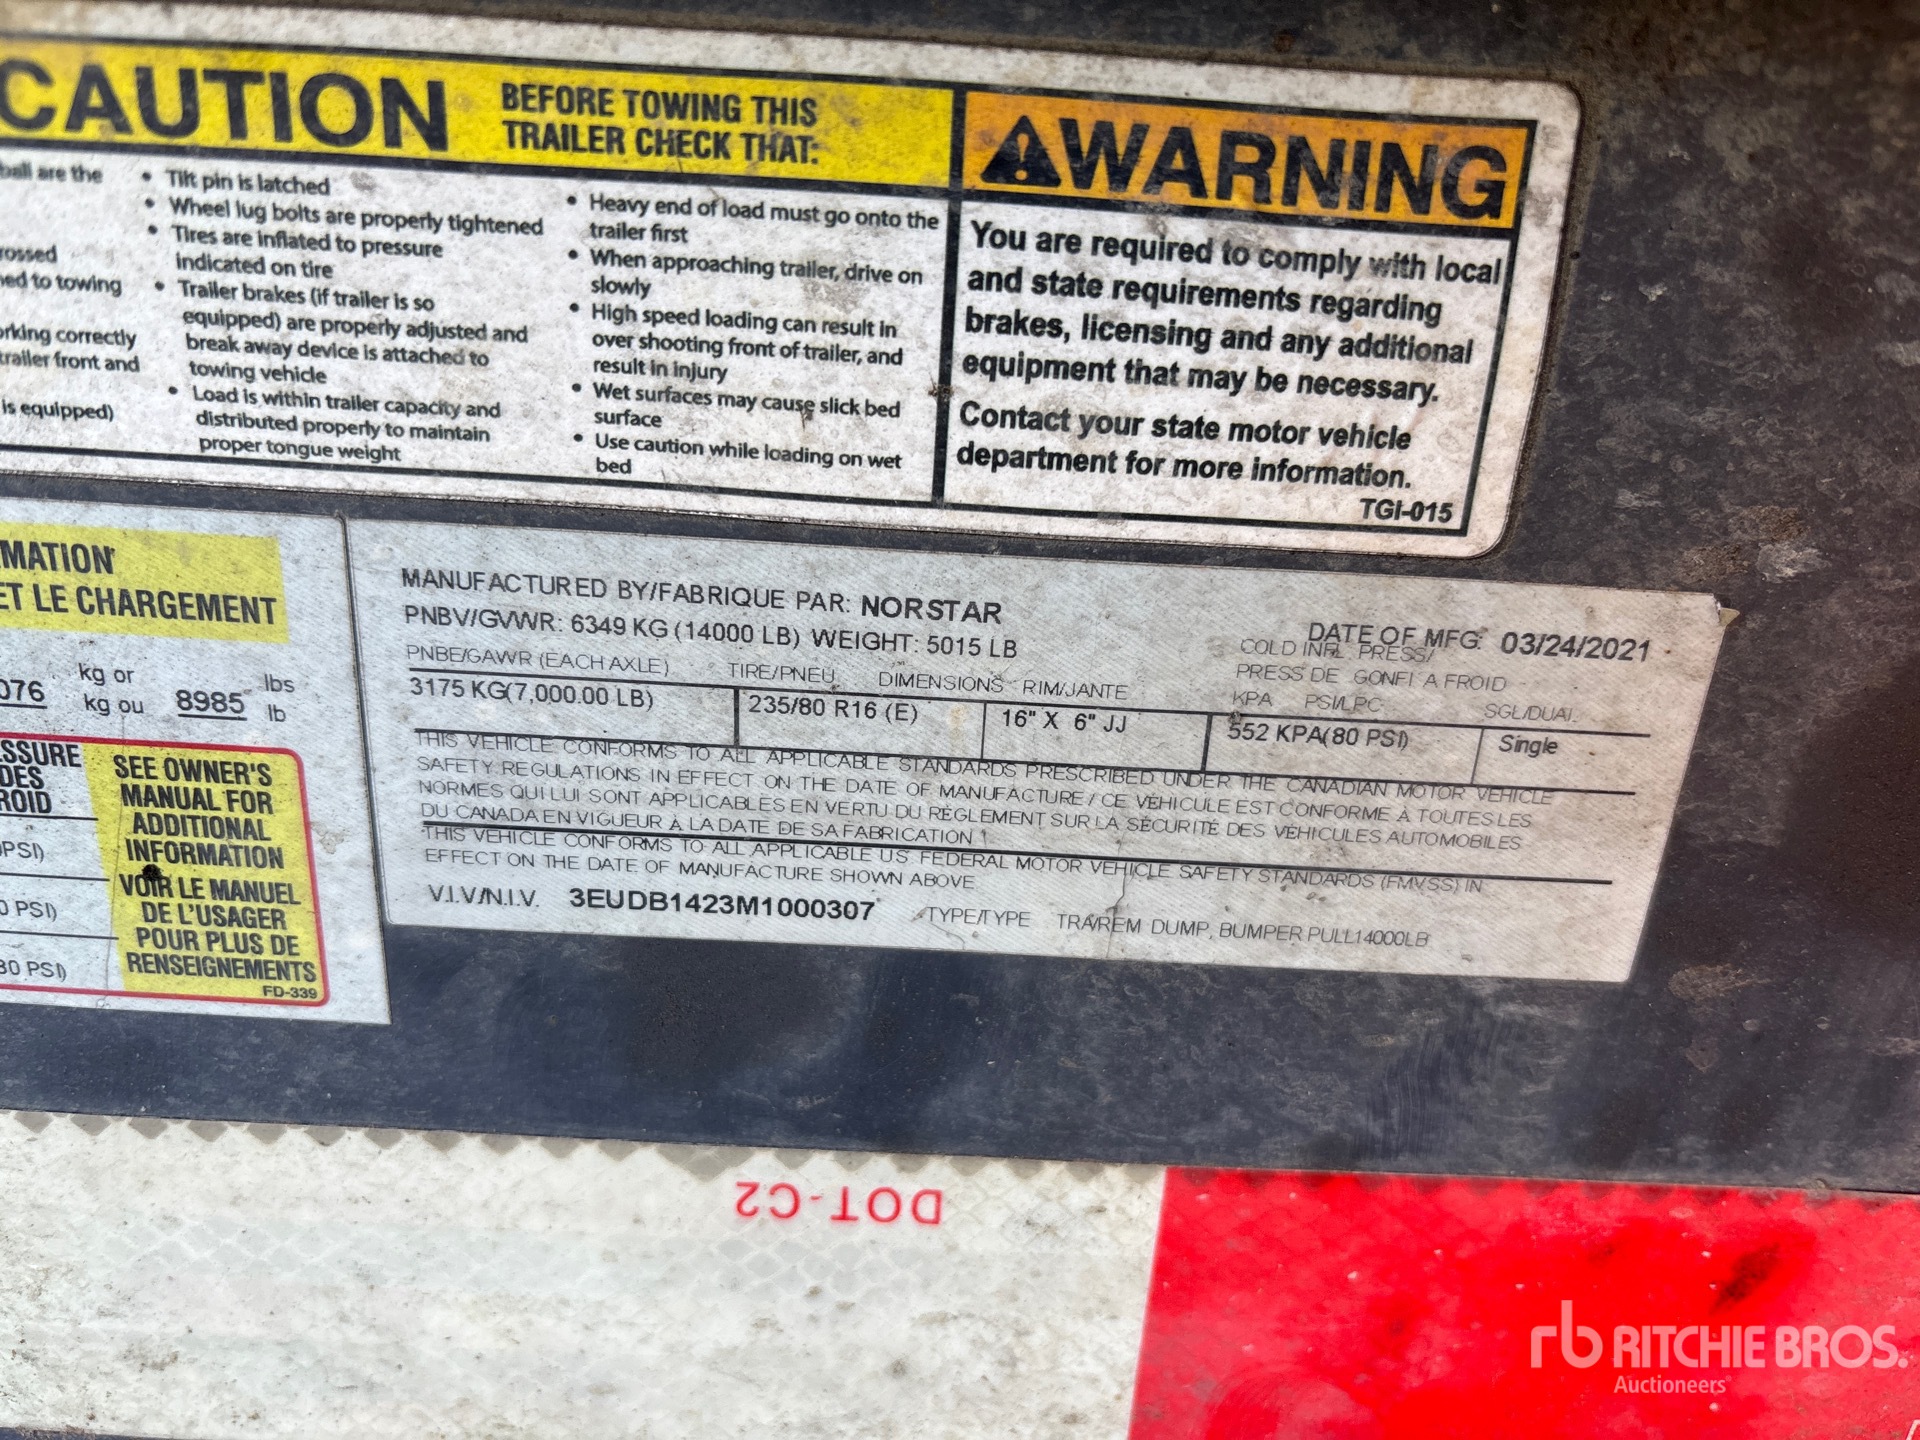 CAUTION
BEFORE TOWING THIS
TRAILER CHECK THAT:
ball are the
rossed
ed to towing
rking correctly
trailer front and
is equipped)
• Tilt pin is latched
• Wheel lug bolts are properly tightened
• Tires are inflated to pressure
indicated on tire
• Trailer brakes (if trailer is so
equipped) are properly adjusted and
break away device is attached to
towing vehicle
• Load is within trailer capacity and
distributed properly to maintain
proper tongue weight
• Heavy end of load must go onto the
trailer first
• When approaching trailer, drive on
slowly
• High speed loading can result in
over shooting front of trailer, and
result in injury
• Wet surfaces may cause slick bed
surface
• Use caution while loading on wet
bed
WARNING
You are required to comply with local
and state requirements regarding
brakes, licensing and any additional
equipment that may be necessary.
Contact your state motor vehicle
department for more information.
TGI-015
RMATION
ET LE CHARGEMENT
076 kg or 8985 lbs
kg ou lb
SSURE
DES
ROID
PSI)
0 PSI)
80 PSI)
SEE OWNER'S
MANUAL FOR
ADDITIONAL
INFORMATION
VOIR LE MANUEL
DE L'USAGER
POUR PLUS DE
RENSEIGNEMENTS
FD-339
MANUFACTURED BY/FABRIQUE PAR: NORSTAR
DATE OF MFG: 03/24/2021
PNBV/GVWR: 6349 KG (14000 LB) WEIGHT: 5015 LB
COLD INFL. PRESS/
PRESS DE GONFL A FROID
PNBE/GAWR (EACH AXLE) TIRE/PNEU DIMENSIONS RIM/JANTE KPA PSI/LPC SGL/DUAL
3175 KG(7,000.00 LB) 235/80 R16 (E) 16" X 6" JJ 552 KPA(80 PSI) Single
THIS VEHICLE CONFORMS TO ALL APPLICABLE STANDARDS PRESCRIBED UNDER THE CANADIAN MOTOR VEHICLE
SAFETY REGULATIONS IN EFFECT ON THE DATE OF MANUFACTURE / CE VÉHICULE EST CONFORME À TOUTES LES
NORMES QUI LUI SONT APPLICABLES EN VERTU DU RÈGLEMENT SUR LA SÉCURITÉ DES VÉHICULES AUTOMOBILES
DU CANADA EN VIGUEUR À LA DATE DE SA FABRICATION
THIS VEHICLE CONFORMS TO ALL APPLICABLE US FEDERAL MOTOR VEHICLE SAFETY STANDARDS (FMVSS) IN
EFFECT ON THE DATE OF MANUFACTURE SHOWN ABOVE.
V.I.V/N.I.V. 3EUDB1423M1000307 TYPE/TYPE TRA/REM DUMP, BUMPER PULL14000LB
DOT-C2
rb RITCHIE BROS.
Auctioneers